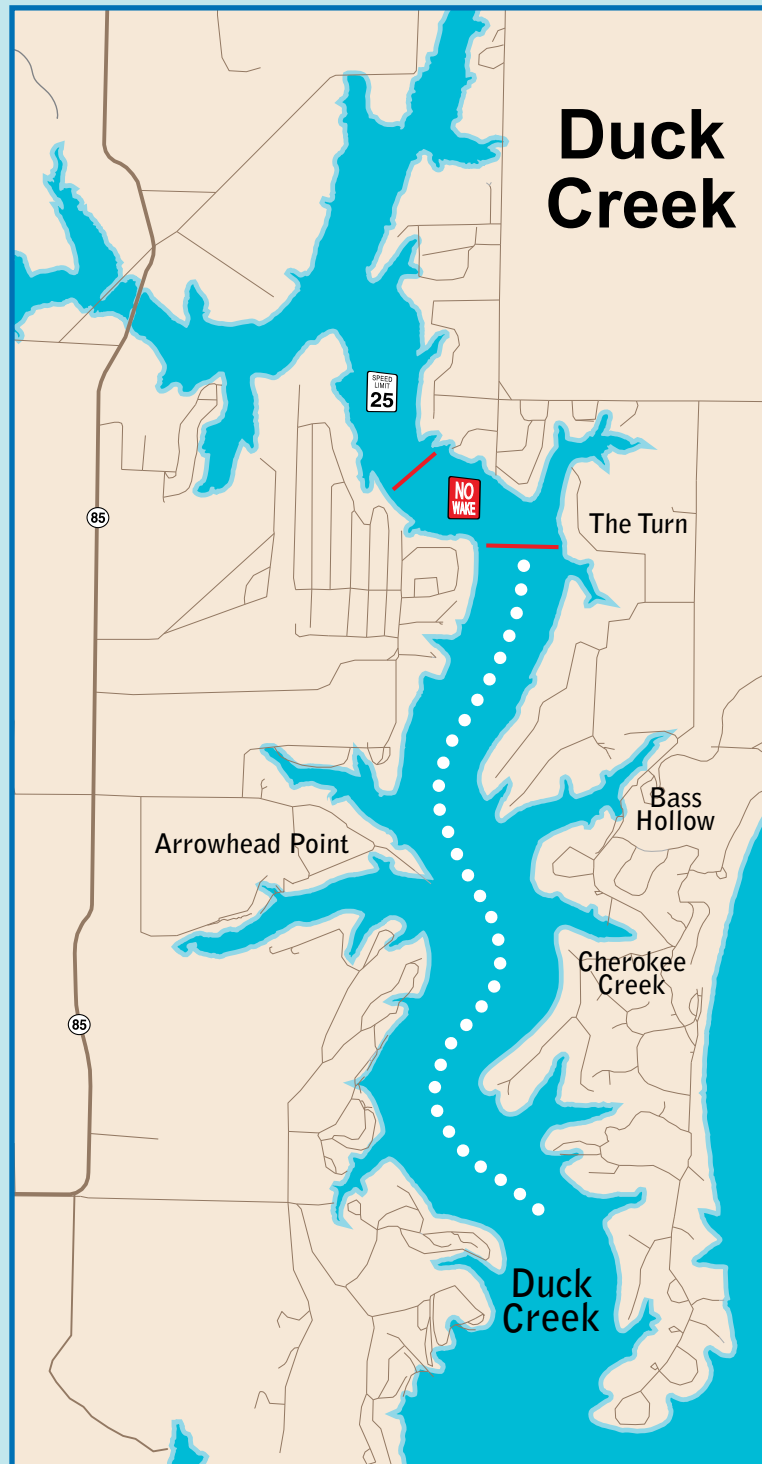 Duck
Creek
SPEED
LIMIT
25
NO
WAKE
85
The Turn
Bass
Hollow
Arrowhead Point
Cherokee
Creek
85
Duck
Creek